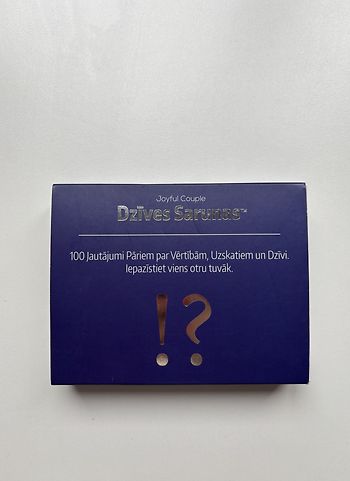 Joyful Couple
Dzīves Sarunas™
100 Jautājumi Pāriem par Vērtībām, Uzskatiem un Dzīvi.
Iepazīstiet viens otru tuvāk.
!?